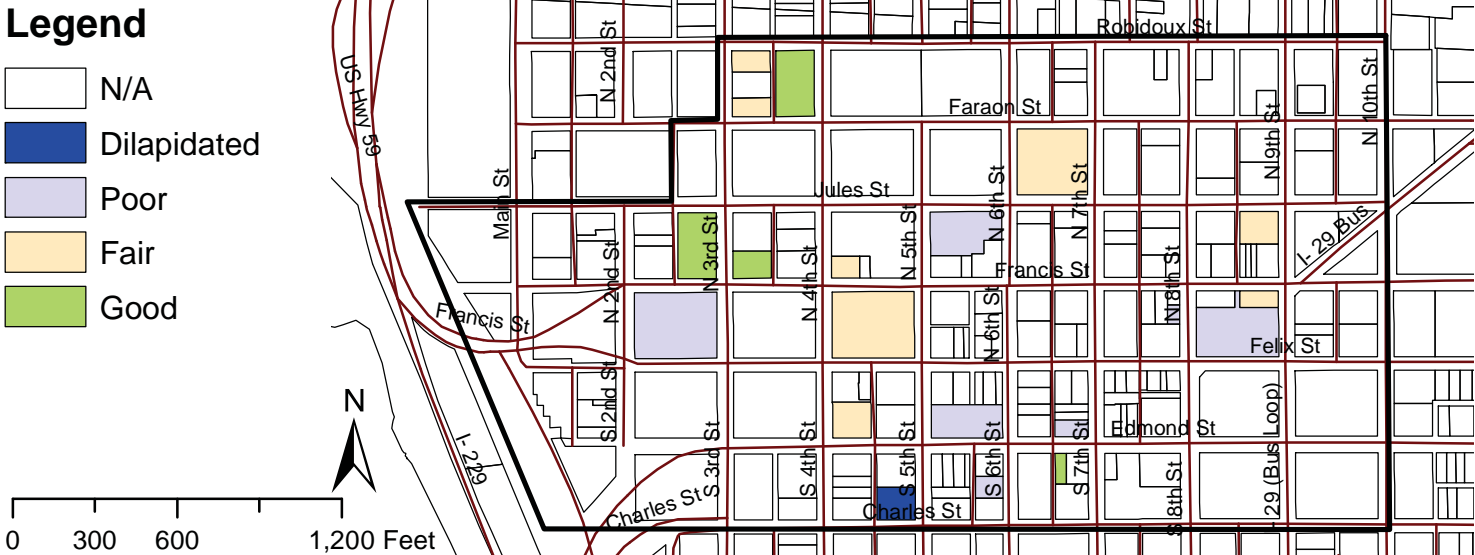 Legend
N/A
Dilapidated
Poor
Fair
Good
N
0 300 600 1,200 Feet
US Hwy 59
Main St
N 2nd St
Robidoux St
Faraon St
N 10th St
N 9th St
Jules St
N 2nd St
N 3rd St
N 4th St
N 5th St
N 6th St
N 7th St
N 8th St
I- 29 Bus
Francis St
Francis St
N 6th St
Felix St
S 2nd St
I- 229
Charles St
S 3rd St
S 4th St
S 5th St
S 6th St
S 7th St
Edmond St
S 8th St
I-29 (Bus Loop)
Charles St